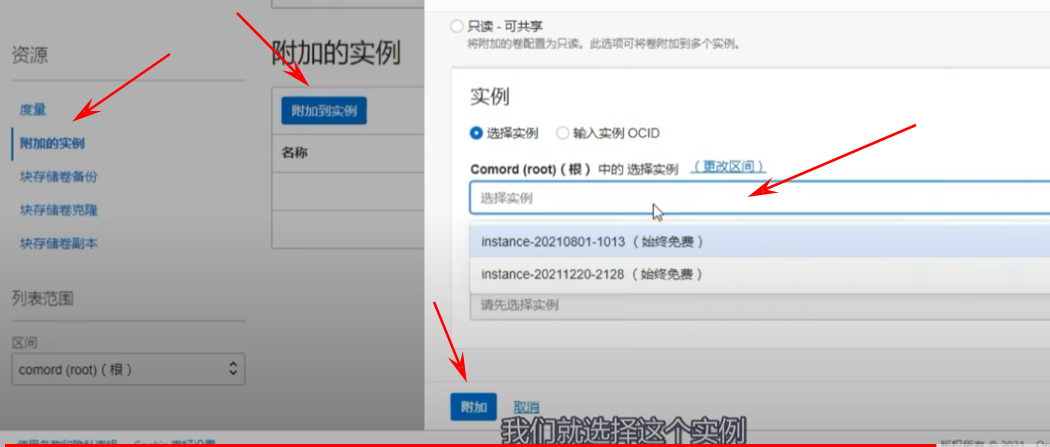 资源
度量
附加的实例
块存储卷备份
块存储卷克隆
块存储卷副本
列表范围
区间
comord (root) ( 根 )
附加的实例
附加到实例
名称
只读 - 可共享
将附加的卷配置为只读。此选项可将卷附加到多个实例。
实例
选择实例
输入实例 OCID
Comord (root) ( 根 ) 中的 选择实例 （更改区间）
选择实例
instance-20210801-1013 （始终免费）
instance-20211220-2128 （始终免费）
请先选择实例
附加 取消
我们就选择这个实例